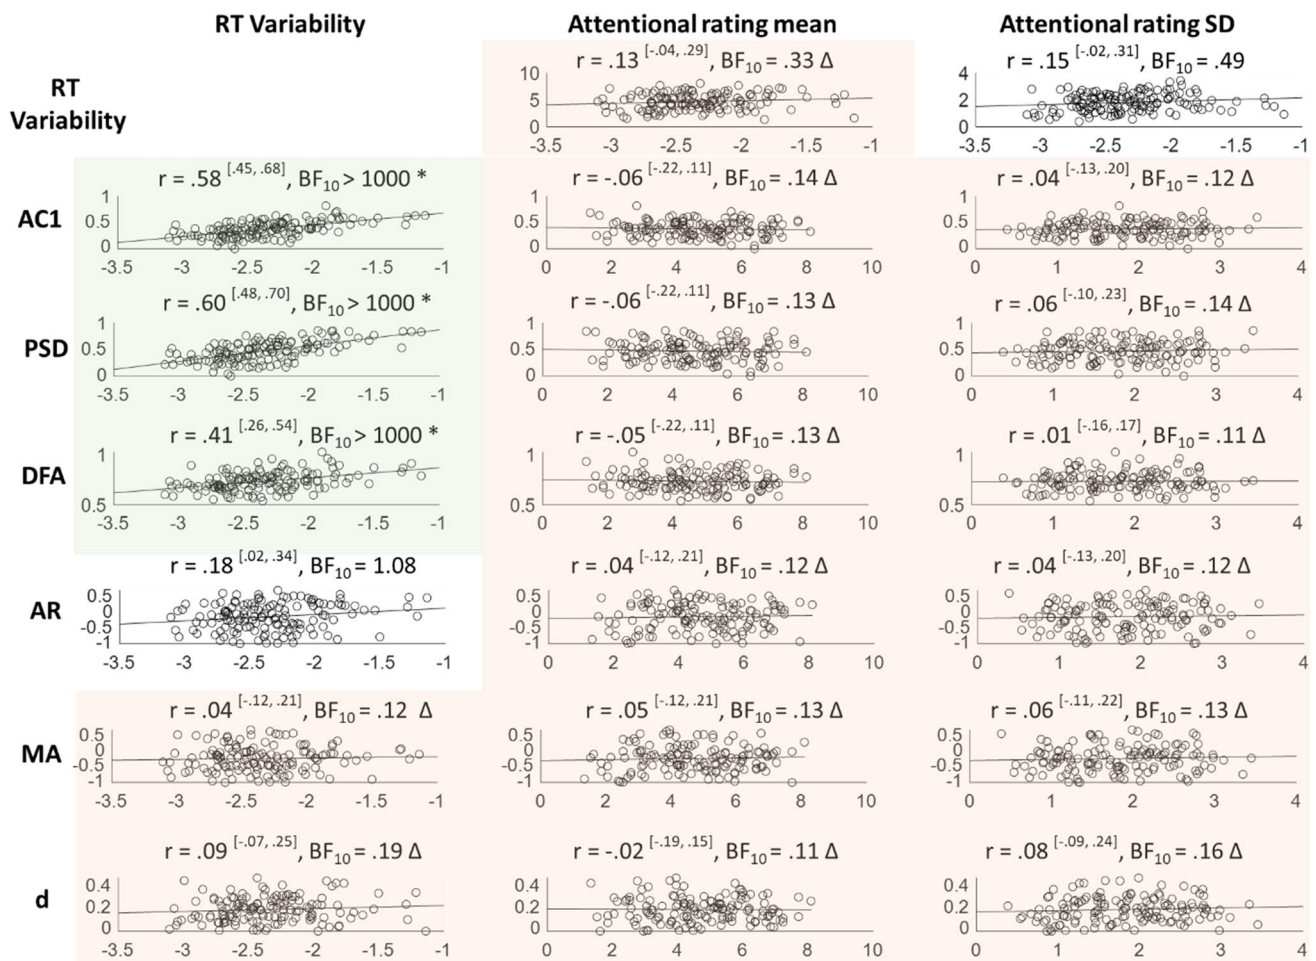 RT Variability Attentional rating mean Attentional rating SD
RT
Variability
r = .13 [-.04, .29], BF10 = .33 Δ
10
5
0
-3.5 -3 -2.5 -2 -1.5 -1
r = .15 [-.02, .31], BF10 = .49
4
2
0
-3.5 -3 -2.5 -2 -1.5 -1
AC1
r = .58 [.45, .68], BF10 > 1000 *
1
0.5
0
-3.5 -3 -2.5 -2 -1.5 -1
r = -.06 [-.22, .11], BF10 = .14 Δ
1
0.5
0
0 2 4 6 8 10
r = .04 [-.13, .20], BF10 = .12 Δ
1
0.5
0
0 1 2 3 4
PSD
r = .60 [.48, .70], BF10 > 1000 *
1
0.5
0
-3.5 -3 -2.5 -2 -1.5 -1
r = -.06 [-.22, .11], BF10 = .13 Δ
1
0.5
0
0 2 4 6 8 10
r = .06 [-.10, .23], BF10 = .14 Δ
1
0.5
0
0 1 2 3 4
DFA
r = .41 [.26, .54], BF10 > 1000 *
1
0.5
-3.5 -3 -2.5 -2 -1.5 -1
r = -.05 [-.22, .11], BF10 = .13 Δ
1
0.5
0 2 4 6 8 10
r = .01 [-.16, .17], BF10 = .11 Δ
1
0.5
0 1 2 3 4
AR
r = .18 [.02, .34], BF10 = 1.08
0.5
0
-0.5
-1
-3.5 -3 -2.5 -2 -1.5 -1
r = .04 [-.12, .21], BF10 = .12 Δ
0.5
0
-0.5
-1
0 2 4 6 8 10
r = .04 [-.13, .20], BF10 = .12 Δ
0.5
0
-0.5
-1
0 1 2 3 4
MA
r = .04 [-.12, .21], BF10 = .12 Δ
0.5
0
-0.5
-1
-3.5 -3 -2.5 -2 -1.5 -1
r = .05 [-.12, .21], BF10 = .13 Δ
0.5
0
-0.5
-1
0 2 4 6 8 10
r = .06 [-.11, .22], BF10 = .13 Δ
0.5
0
-0.5
-1
0 1 2 3 4
d
r = .09 [-.07, .25], BF10 = .19 Δ
0.4
0.2
0
-3.5 -3 -2.5 -2 -1.5 -1
r = -.02 [-.19, .15], BF10 = .11 Δ
0.4
0.2
0
0 2 4 6 8 10
r = .08 [-.09, .24], BF10 = .16 Δ
0.4
0.2
0
0 1 2 3 4